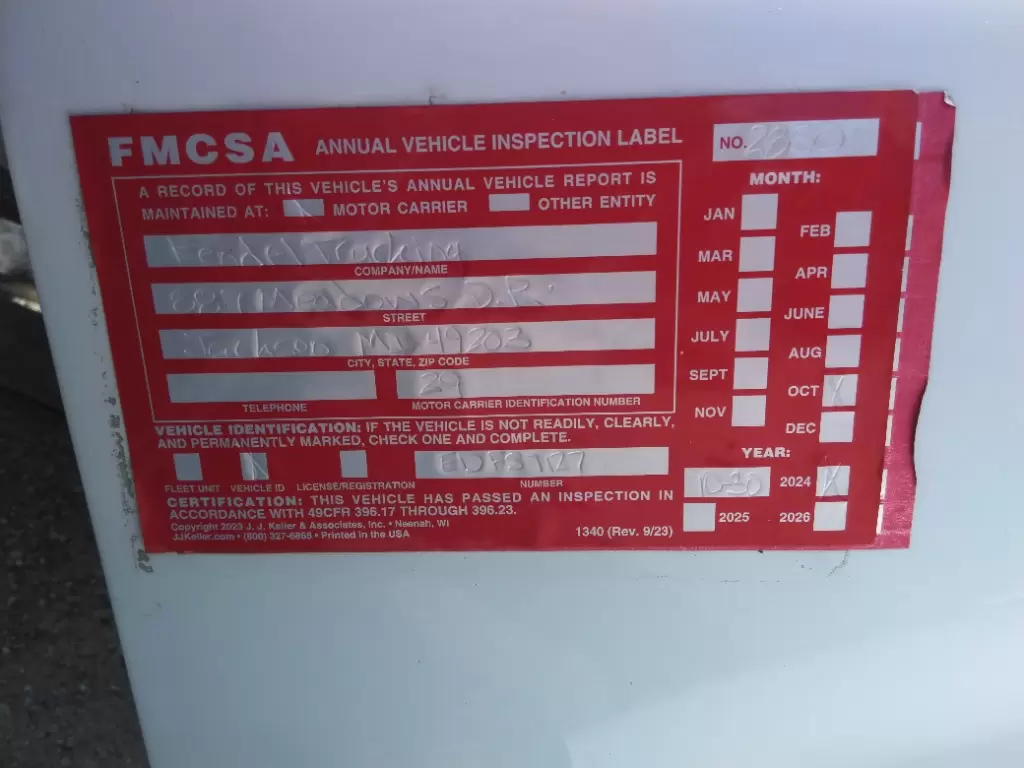 FMCSA ANNUAL VEHICLE INSPECTION LABEL
NO.
A RECORD OF THIS VEHICLE'S ANNUAL VEHICLE REPORT IS
MAINTAINED AT: MOTOR CARRIER OTHER ENTITY
Trucking
COMPANY/NAME
MEADOWS DR.
STREET
Jackson MI 49203
CITY, STATE, ZIP CODE
29
TELEPHONE MOTOR CARRIER IDENTIFICATION NUMBER
VEHICLE IDENTIFICATION: IF THE VEHICLE IS NOT READILY, CLEARLY,
AND PERMANENTLY MARKED, CHECK ONE AND COMPLETE.
X
FLEET UNIT VEHICLE ID LICENSE/REGISTRATION NUMBER
CERTIFICATION: THIS VEHICLE HAS PASSED AN INSPECTION IN
ACCORDANCE WITH 49CFR 396.17 THROUGH 396.23.
Copyright 2023 J. J. Keller & Associates, Inc. • Neenah, WI
JJKeller.com • (800) 327-6868 • Printed in the USA
1340 (Rev. 9/23)
MONTH:
JAN FEB
MAR APR
MAY JUNE
JULY AUG
SEPT OCT X
NOV DEC
YEAR:
10-30 2024 X
2025 2026